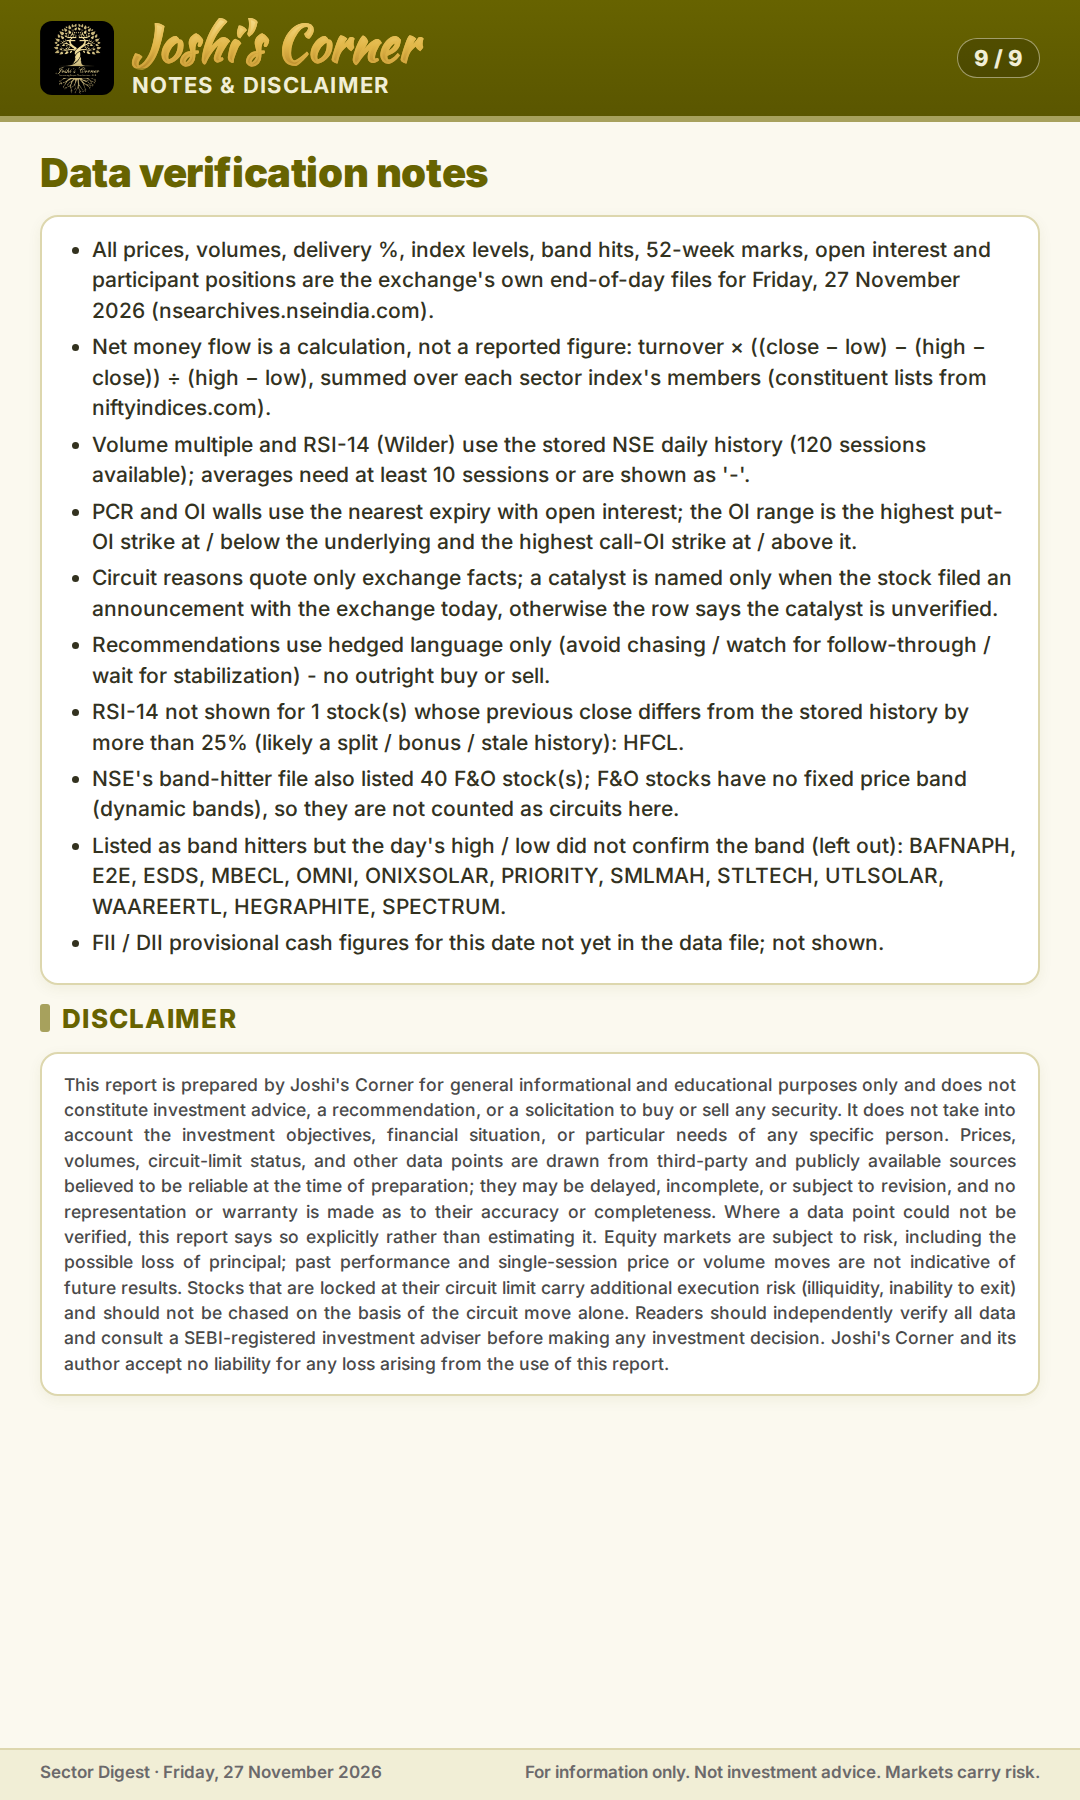 Joshi's Corner
Joshi's Corner
NOTES & DISCLAIMER
9 / 9
Data verification notes
• All prices, volumes, delivery %, index levels, band hits, 52-week marks, open interest and
participant positions are the exchange's own end-of-day files for Friday, 27 November
2026 (nsearchives.nseindia.com).
• Net money flow is a calculation, not a reported figure: turnover × ((close − low) − (high −
close)) ÷ (high − low), summed over each sector index's members (constituent lists from
niftyindices.com).
• Volume multiple and RSI-14 (Wilder) use the stored NSE daily history (120 sessions
available); averages need at least 10 sessions or are shown as '-'.
• PCR and OI walls use the nearest expiry with open interest; the OI range is the highest put-
OI strike at / below the underlying and the highest call-OI strike at / above it.
• Circuit reasons quote only exchange facts; a catalyst is named only when the stock filed an
announcement with the exchange today, otherwise the row says the catalyst is unverified.
• Recommendations use hedged language only (avoid chasing / watch for follow-through /
wait for stabilization) - no outright buy or sell.
• RSI-14 not shown for 1 stock(s) whose previous close differs from the stored history by
more than 25% (likely a split / bonus / stale history): HFCL.
• NSE's band-hitter file also listed 40 F&O stock(s); F&O stocks have no fixed price band
(dynamic bands), so they are not counted as circuits here.
• Listed as band hitters but the day's high / low did not confirm the band (left out): BAFNAPH,
E2E, ESDS, MBECL, OMNI, ONIXSOLAR, PRIORITY, SMLMAH, STLTECH, UTLSOLAR,
WAAREERTL, HEGRAPHITE, SPECTRUM.
• FII / DII provisional cash figures for this date not yet in the data file; not shown.
DISCLAIMER
This report is prepared by Joshi's Corner for general informational and educational purposes only and does not
constitute investment advice, a recommendation, or a solicitation to buy or sell any security. It does not take into
account the investment objectives, financial situation, or particular needs of any specific person. Prices,
volumes, circuit-limit status, and other data points are drawn from third-party and publicly available sources
believed to be reliable at the time of preparation; they may be delayed, incomplete, or subject to revision, and no
representation or warranty is made as to their accuracy or completeness. Where a data point could not be
verified, this report says so explicitly rather than estimating it. Equity markets are subject to risk, including the
possible loss of principal; past performance and single-session price or volume moves are not indicative of
future results. Stocks that are locked at their circuit limit carry additional execution risk (illiquidity, inability to exit)
and should not be chased on the basis of the circuit move alone. Readers should independently verify all data
and consult a SEBI-registered investment adviser before making any investment decision. Joshi's Corner and its
author accept no liability for any loss arising from the use of this report.
Sector Digest · Friday, 27 November 2026
For information only. Not investment advice. Markets carry risk.